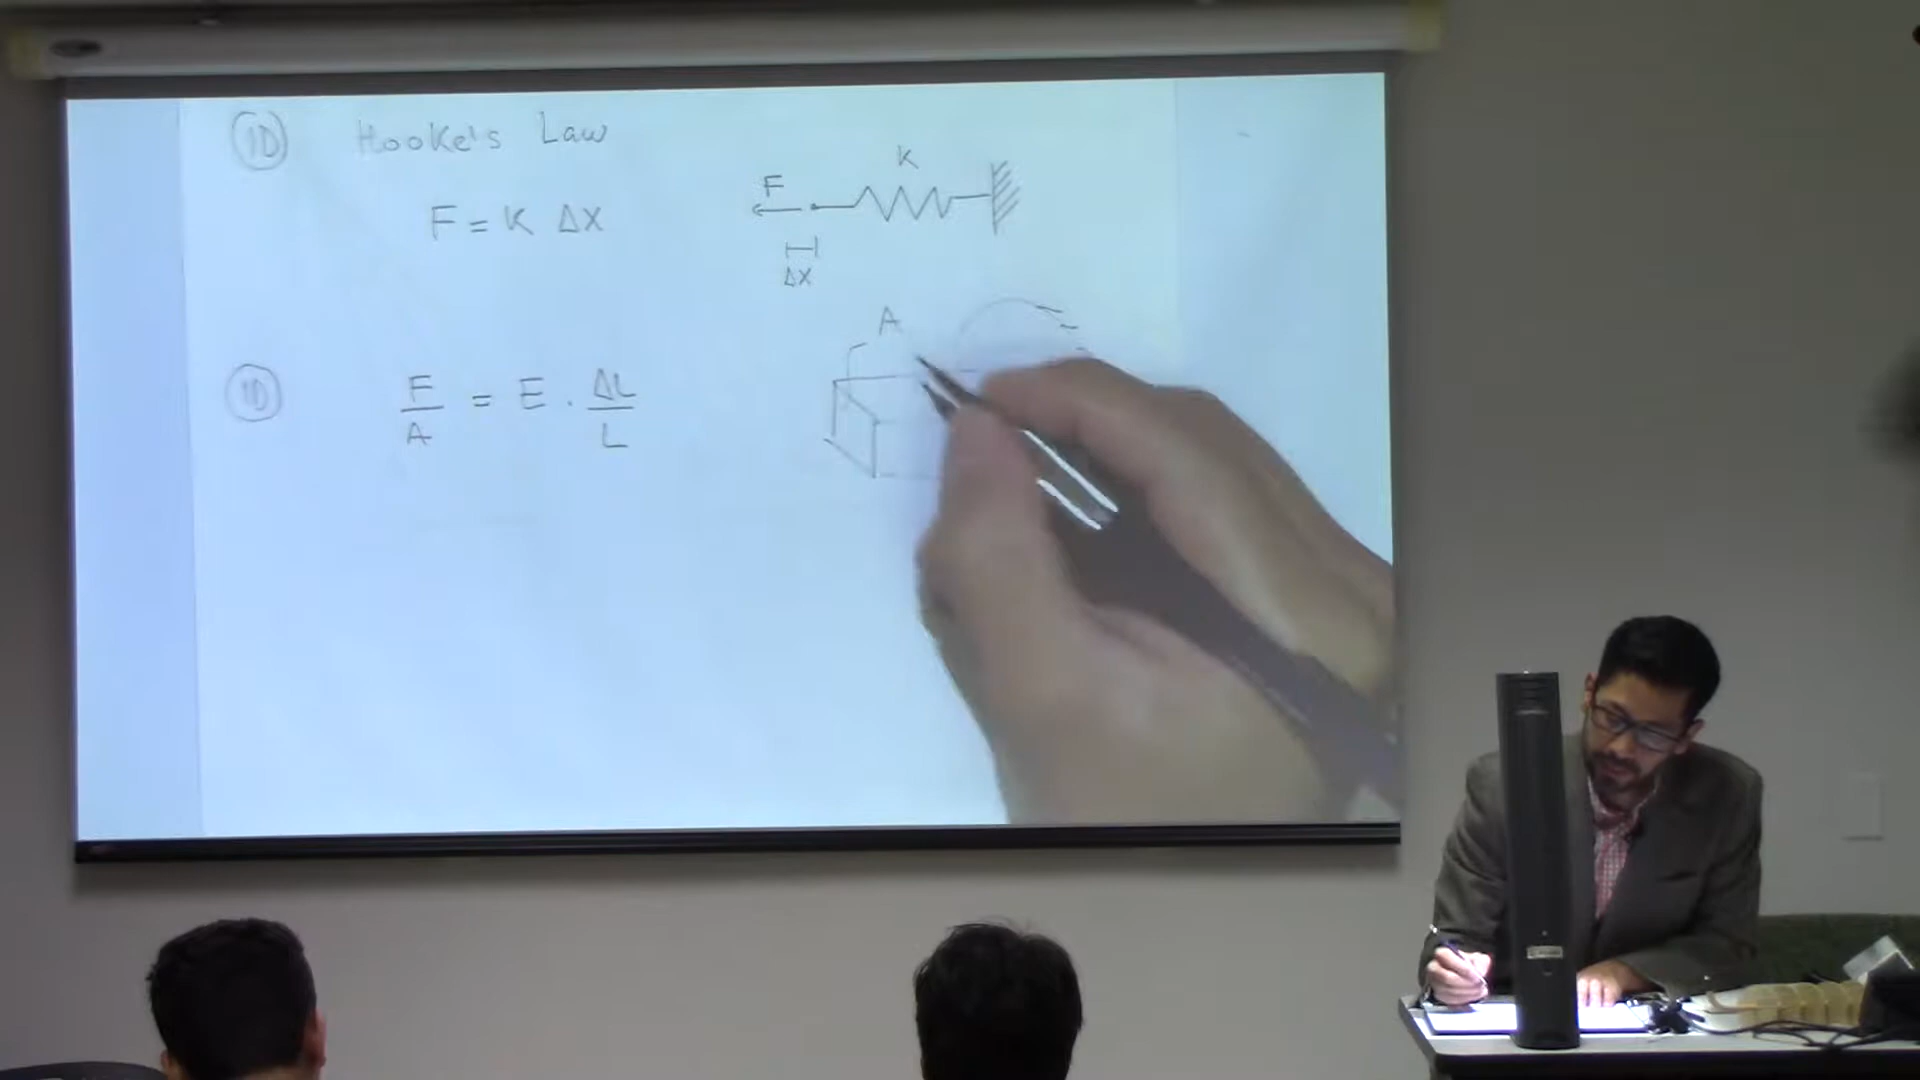 1D Hooke's Law
F = K ΔX
F K
ΔX
A
1D F/A = E . ΔL/L